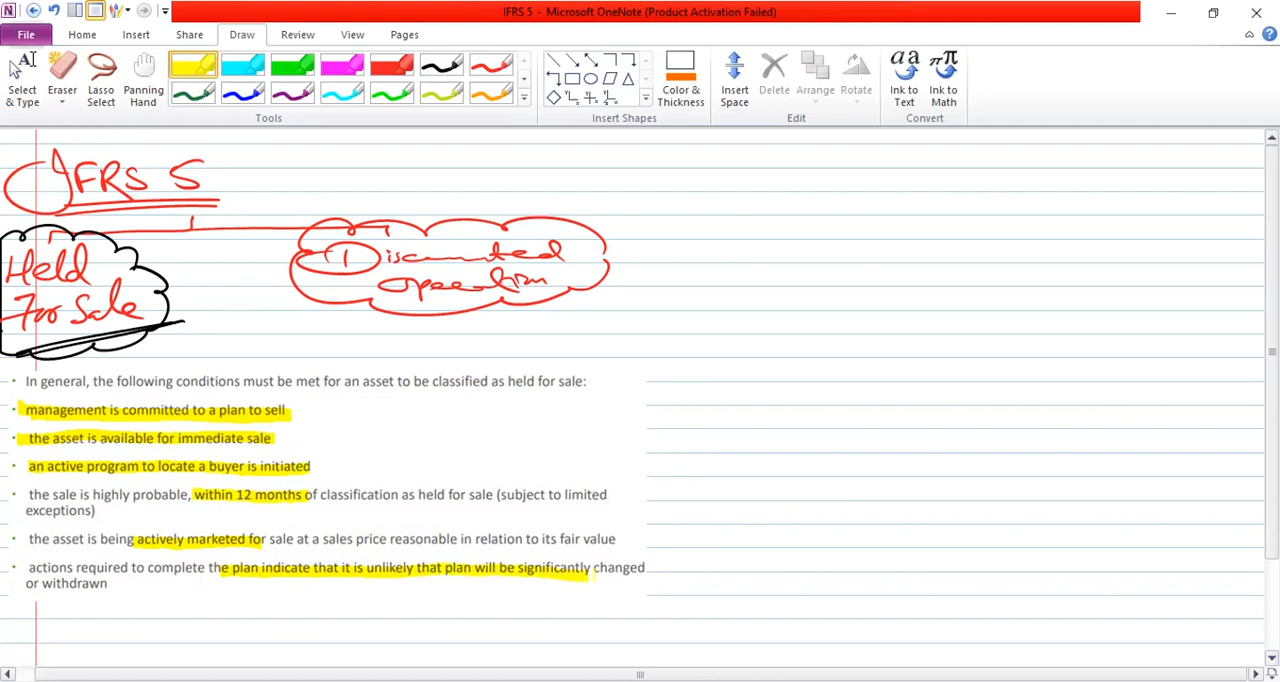 IFRS 5 - Microsoft OneNote (Product Activation Failed)
File Home Insert Share Draw Review View Pages
Select & Type Eraser Lasso Select Panning Hand Color & Thickness Insert Space Delete Arrange Rotate Ink to Text Ink to Math
Tools Insert Shapes Edit Convert
IFRS 5
Held
For Sale
operation
• In general, the following conditions must be met for an asset to be classified as held for sale:
• management is committed to a plan to sell
• the asset is available for immediate sale
• an active program to locate a buyer is initiated
• the sale is highly probable, within 12 months of classification as held for sale (subject to limited
exceptions)
• the asset is being actively marketed for sale at a sales price reasonable in relation to its fair value
• actions required to complete the plan indicate that it is unlikely that plan will be significantly changed
or withdrawn